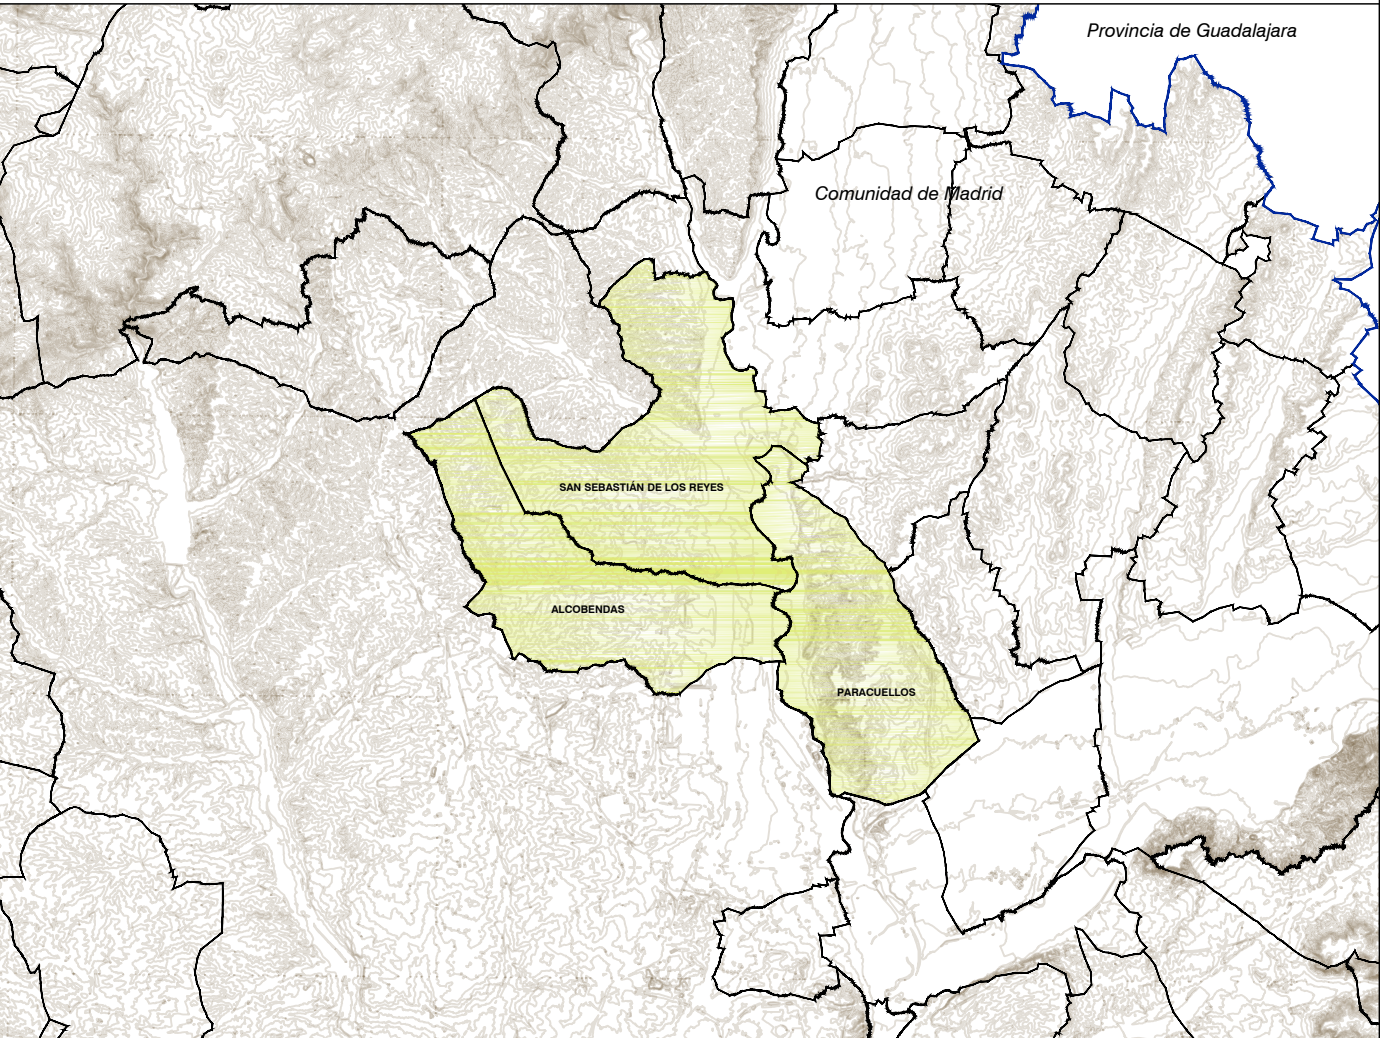 Provincia de Guadalajara
Comunidad de Madrid
SAN SEBASTIÁN DE LOS REYES
ALCOBENDAS
PARACUELLOS